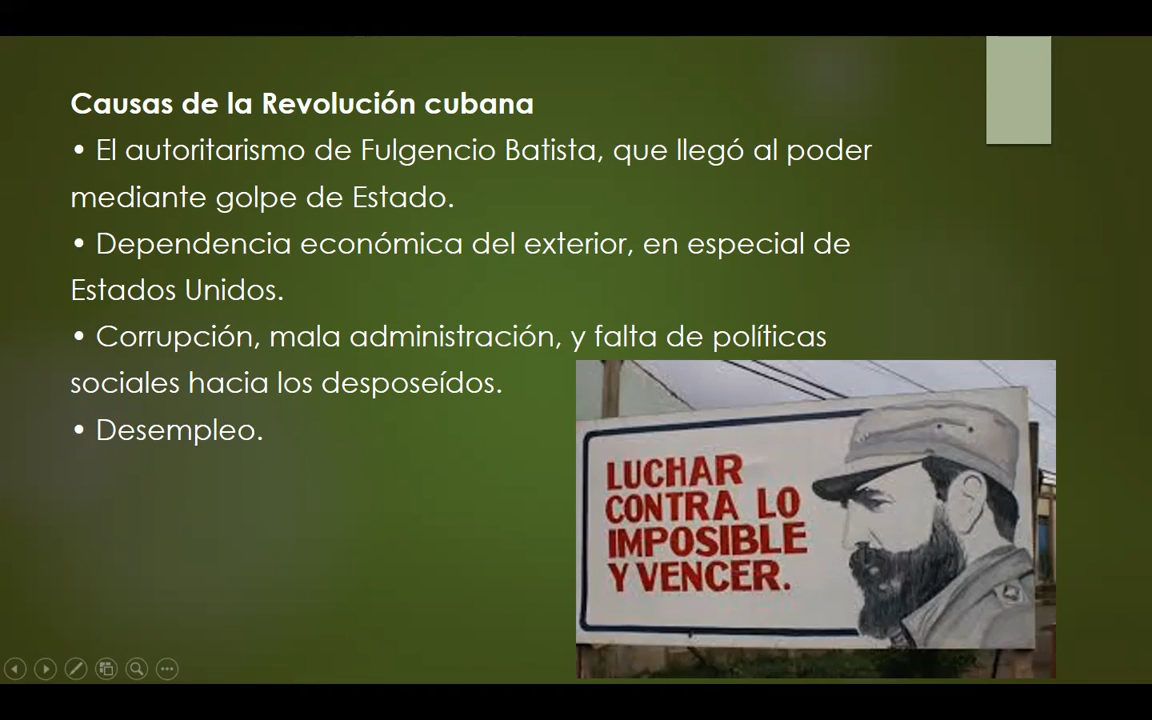 Causas de la Revolución cubana
• El autoritarismo de Fulgencio Batista, que llegó al poder
mediante golpe de Estado.
• Dependencia económica del exterior, en especial de
Estados Unidos.
• Corrupción, mala administración, y falta de políticas
sociales hacia los desposeídos.
• Desempleo.
LUCHAR
CONTRA LO
IMPOSIBLE
Y VENCER.